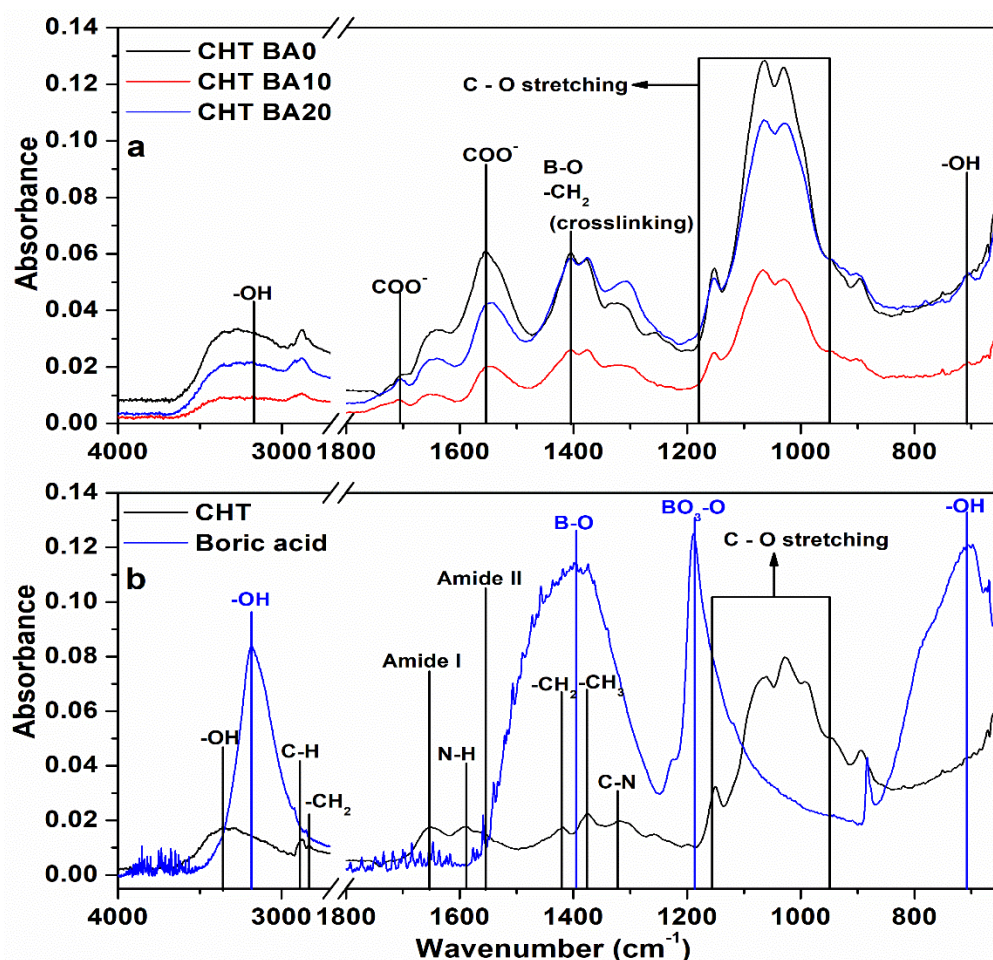 0.14
0.12
0.10
0.08
0.06
0.04
0.02
0.00
Absorbance
CHT BA0
CHT BA10
CHT BA20
a
C - O stretching
COO⁻
B-O
-CH₂
(crosslinking)
-OH
COO⁻
-OH
4000
3000
1800
1600
1400
1200
1000
800
0.14
0.12
0.10
0.08
0.06
0.04
0.02
0.00
Absorbance
CHT
Boric acid
b
B-O
BO₃-O
-OH
C - O stretching
-OH
Amide II
Amide I
-CH₂
-CH₃
-OH
C-H
N-H
C-N
-CH₂
4000
3000
1800
1600
1400
1200
1000
800
Wavenumber (cm⁻¹)